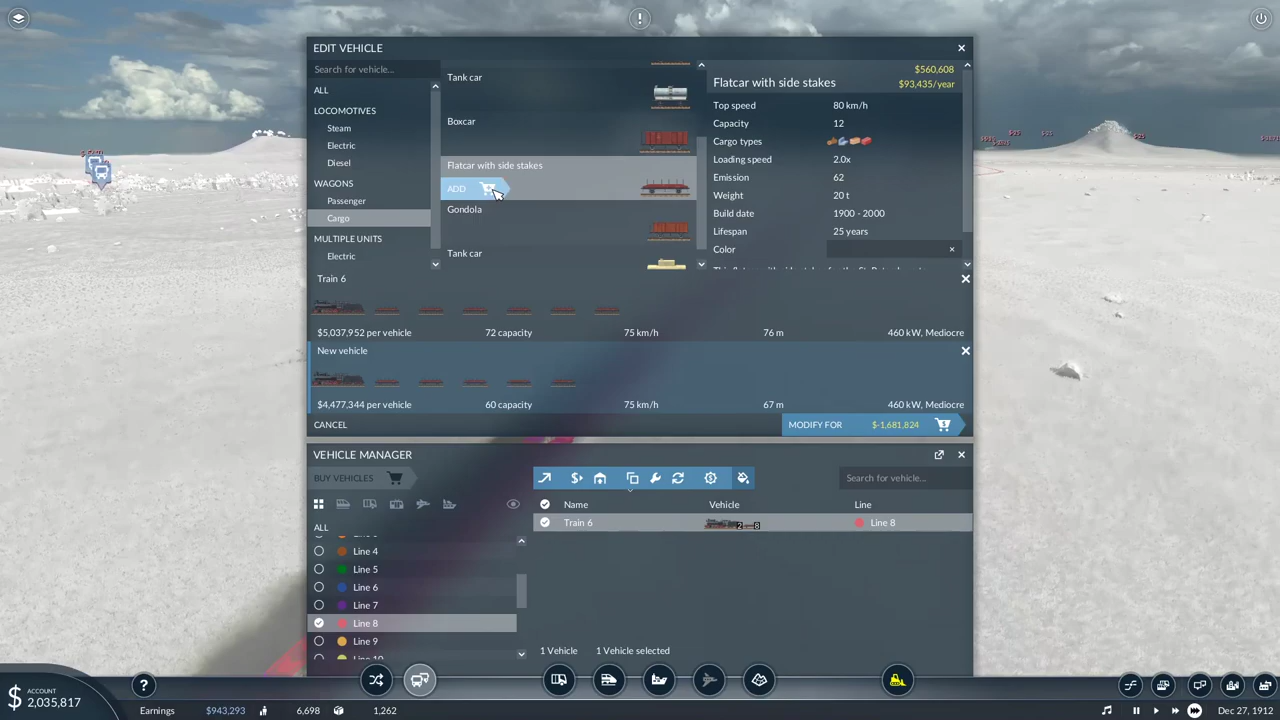 EDIT VEHICLE
Search for vehicle...
ALL
LOCOMOTIVES
Steam
Electric
Diesel
WAGONS
Passenger
Cargo
MULTIPLE UNITS
Electric
Tank car
Boxcar
Flatcar with side stakes
ADD
Gondola
Tank car
$560,608
Flatcar with side stakes
$93,435/year
Top speed 80 km/h
Capacity 12
Cargo types
Loading speed 2.0x
Emission 62
Weight 20 t
Build date 1900 - 2000
Lifespan 25 years
Color
Train 6
$5,037,952 per vehicle 72 capacity 75 km/h 76 m 460 kW, Mediocre
New vehicle
$4,477,344 per vehicle 60 capacity 75 km/h 67 m 460 kW, Mediocre
CANCEL
MODIFY FOR $-1,681,824
VEHICLE MANAGER
BUY VEHICLES
Search for vehicle...
ALL
Line 4
Line 5
Line 6
Line 7
Line 8
Line 9
Line 10
Name Vehicle Line
Train 6 2 8 Line 8
1 Vehicle 1 Vehicle selected
$ ACCOUNT
2,035,817
?
Earnings $943,293 6,698 1,262
Dec 27, 1912